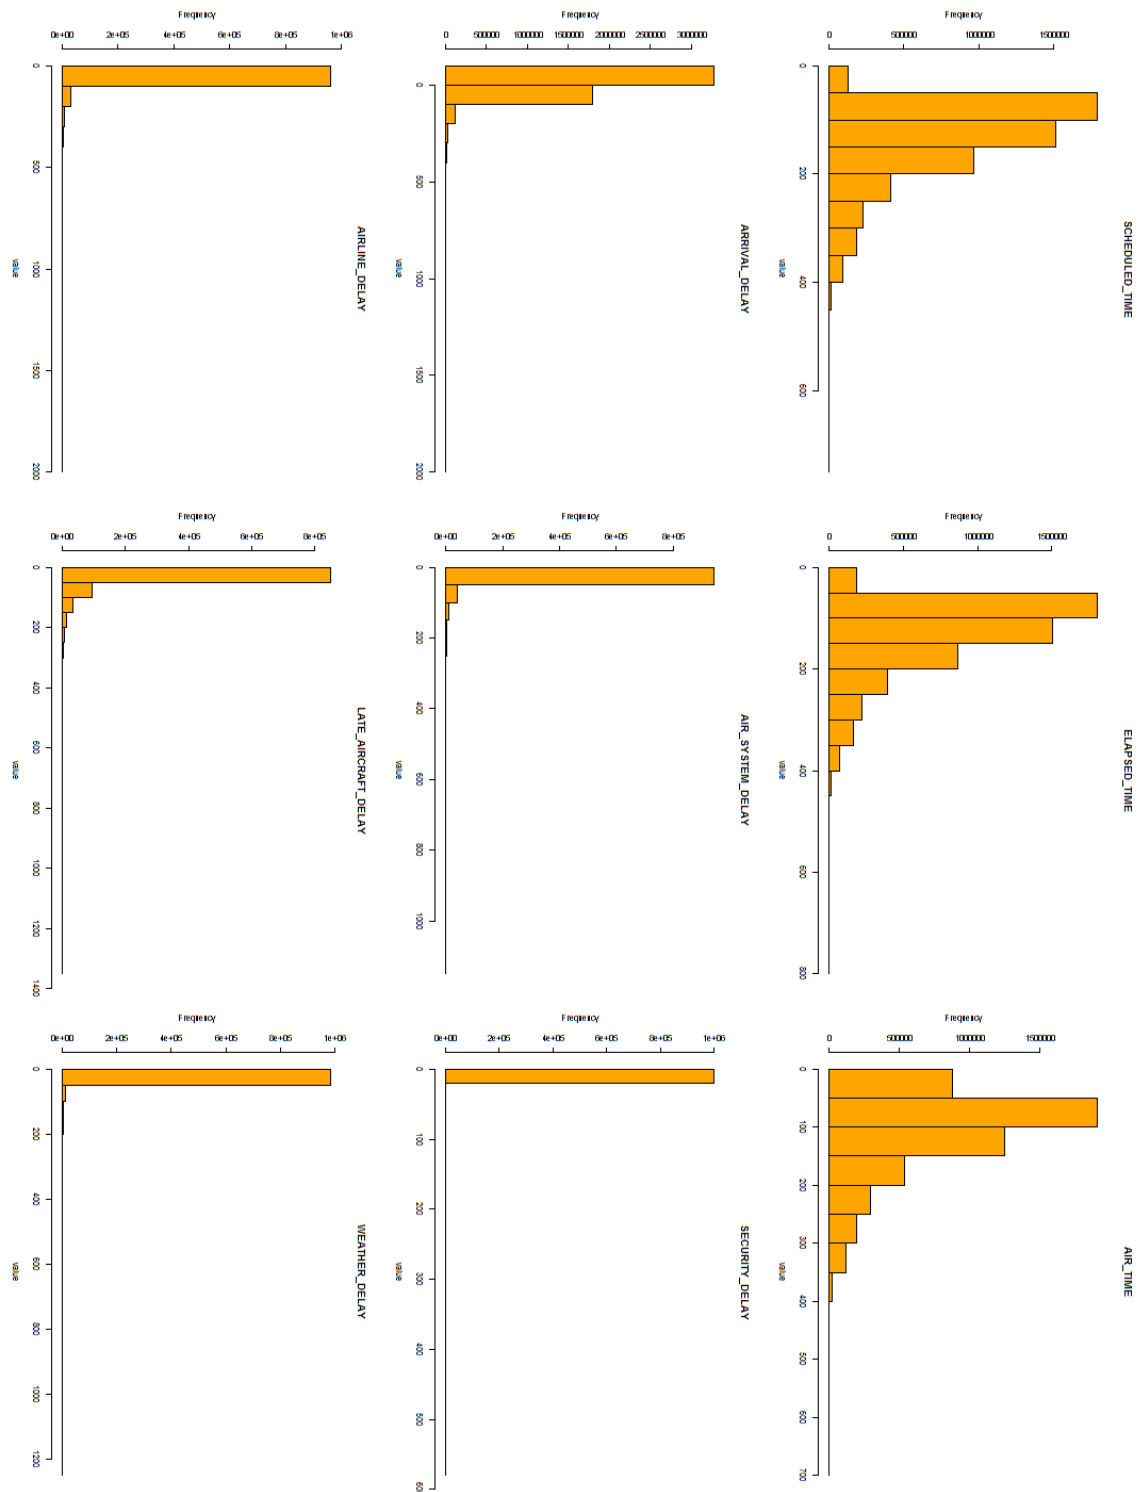 SCHEDULED_TIME
Frequency
0 500000 1000000 1500000
0 200 400 600
value
ELAPSED_TIME
Frequency
0 500000 1000000 1500000
0 200 400 600 800
value
AIR_TIME
Frequency
0 500000 1000000 1500000
0 100 200 300 400 500 600 700
value
ARRIVAL_DELAY
Frequency
0 500000 1000000 1500000 2000000 2500000 3000000
0 500 1000 1500 2000
value
AIR_SYSTEM_DELAY
Frequency
0e+00 2e+05 4e+05 6e+05 8e+05
0 200 400 600 800 1000
value
SECURITY_DELAY
Frequency
0e+00 2e+05 4e+05 6e+05 8e+05 1e+06
0 100 200 300 400 500 60
value
AIRLINE_DELAY
Frequency
0e+00 2e+05 4e+05 6e+05 8e+05 1e+06
0 500 1000 1500 2000
value
LATE_AIRCRAFT_DELAY
Frequency
0e+00 2e+05 4e+05 6e+05 8e+05
0 200 400 600 800 1000 1200 1400
value
WEATHER_DELAY
Frequency
0e+00 2e+05 4e+05 6e+05 8e+05 1e+06
0 200 400 600 800 1000 1200
value